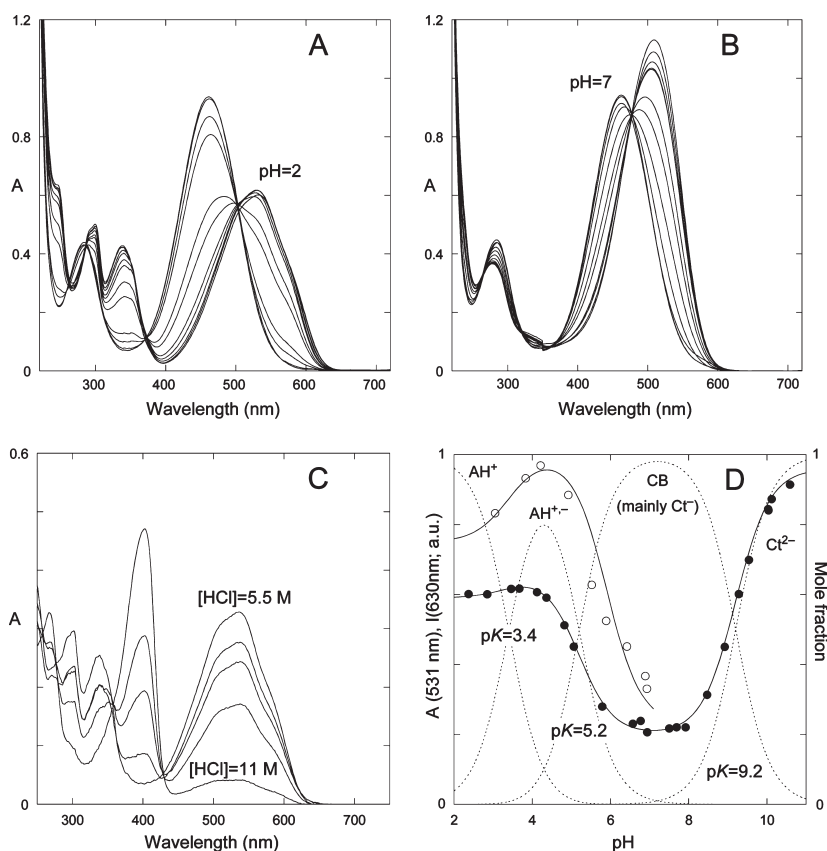 A
1.2
0.8
0.4
0
A
pH=2
300 400 500 600 700
Wavelength (nm)
B
1.2
0.8
0.4
0
A
pH=7
300 400 500 600 700
Wavelength (nm)
C
0.6
0
A
[HCl]=5.5 M
[HCl]=11 M
300 400 500 600 700
Wavelength (nm)
D
1
0
A (531 nm), I(630nm; a.u.)
AH⁺
AH⁺,⁻
CB
(mainly Ct⁻)
Ct²⁻
pK=3.4
pK=5.2
pK=9.2
1
0
Mole fraction
2 4 6 8 10
pH